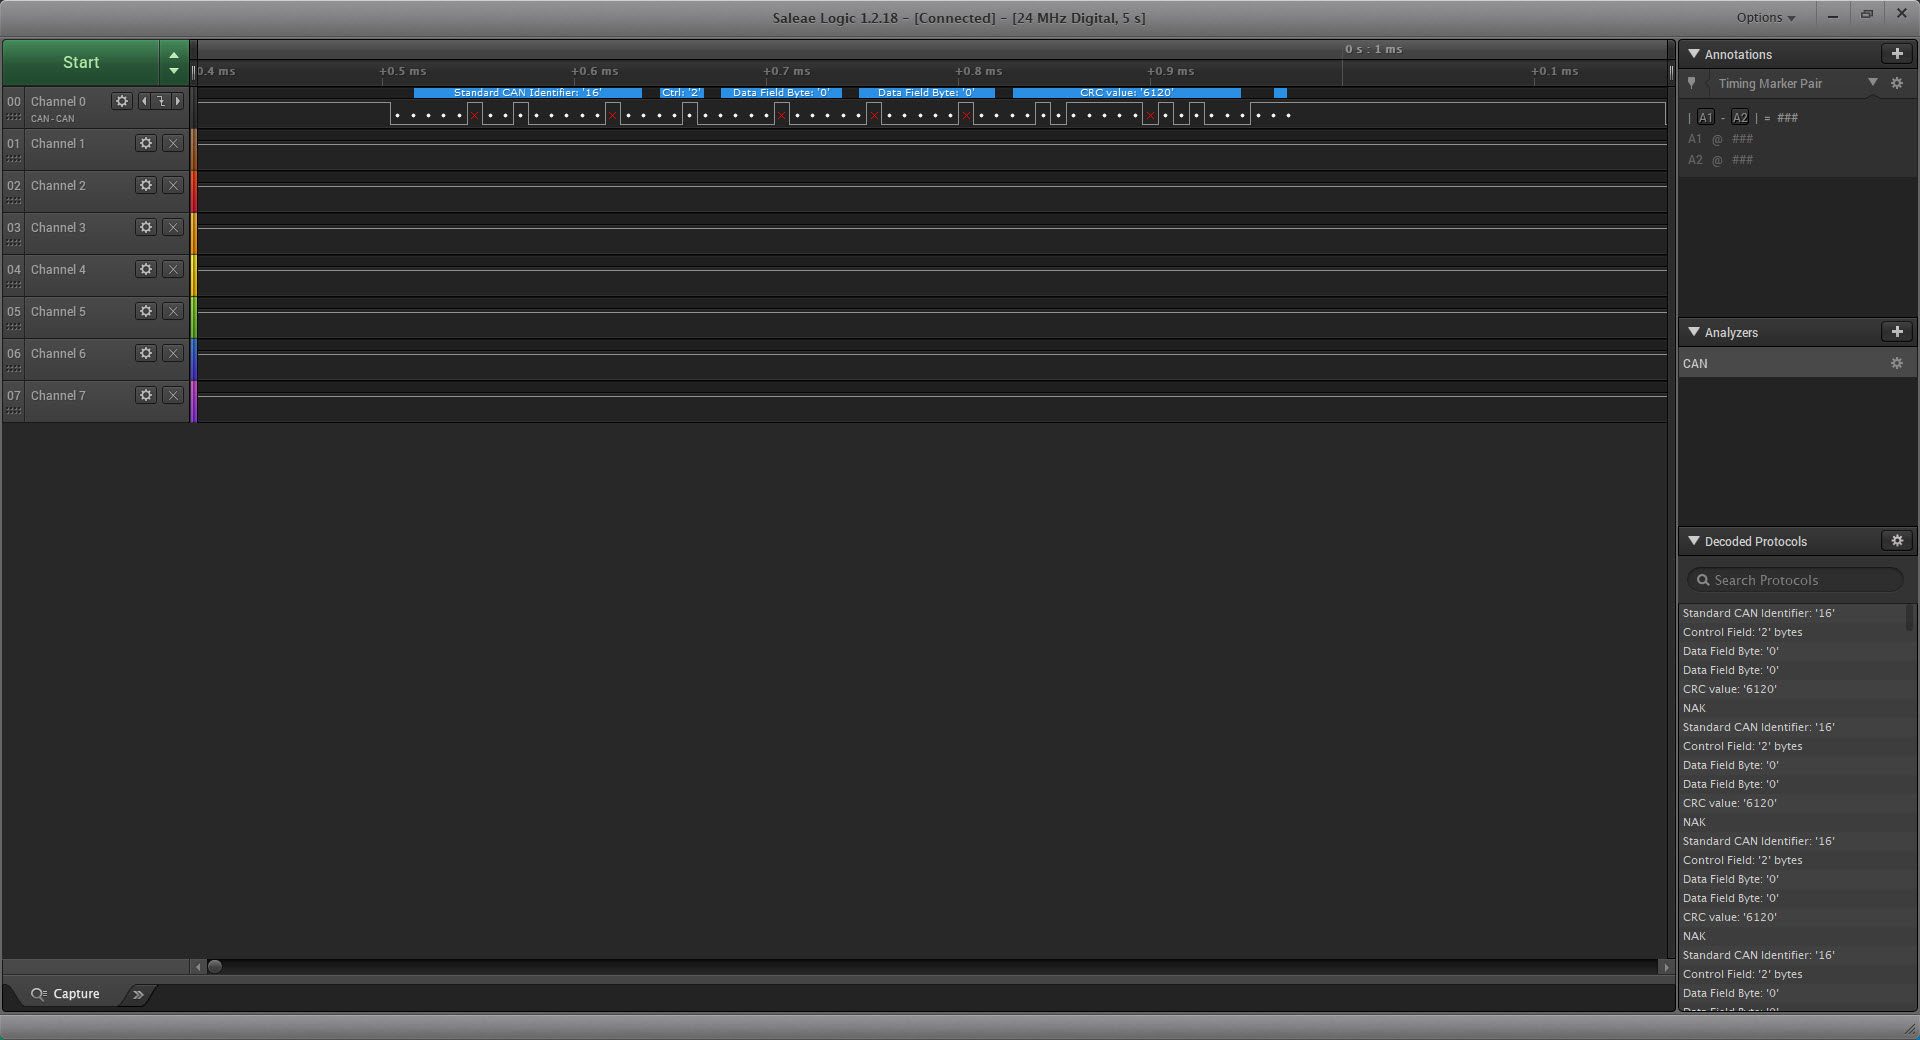 Saleae Logic 1.2.18 - [Connected] - [24 MHz Digital, 5 s]
Options
Start
0 s : 1 ms
0.4 ms +0.5 ms +0.6 ms +0.7 ms +0.8 ms +0.9 ms +0.1 ms
Standard CAN Identifier: '16' Ctrl: '2' Data Field Byte: '0' Data Field Byte: '0' CRC value: '6120'
00 Channel 0
CAN - CAN
01 Channel 1
02 Channel 2
03 Channel 3
04 Channel 4
05 Channel 5
06 Channel 6
07 Channel 7
Capture
Annotations
Timing Marker Pair
| A1 - A2 | = ###
A1 @ ###
A2 @ ###
Analyzers
CAN
Decoded Protocols
Search Protocols
Standard CAN Identifier: '16'
Control Field: '2' bytes
Data Field Byte: '0'
Data Field Byte: '0'
CRC value: '6120'
NAK
Standard CAN Identifier: '16'
Control Field: '2' bytes
Data Field Byte: '0'
Data Field Byte: '0'
CRC value: '6120'
NAK
Standard CAN Identifier: '16'
Control Field: '2' bytes
Data Field Byte: '0'
Data Field Byte: '0'
CRC value: '6120'
NAK
Standard CAN Identifier: '16'
Control Field: '2' bytes
Data Field Byte: '0'